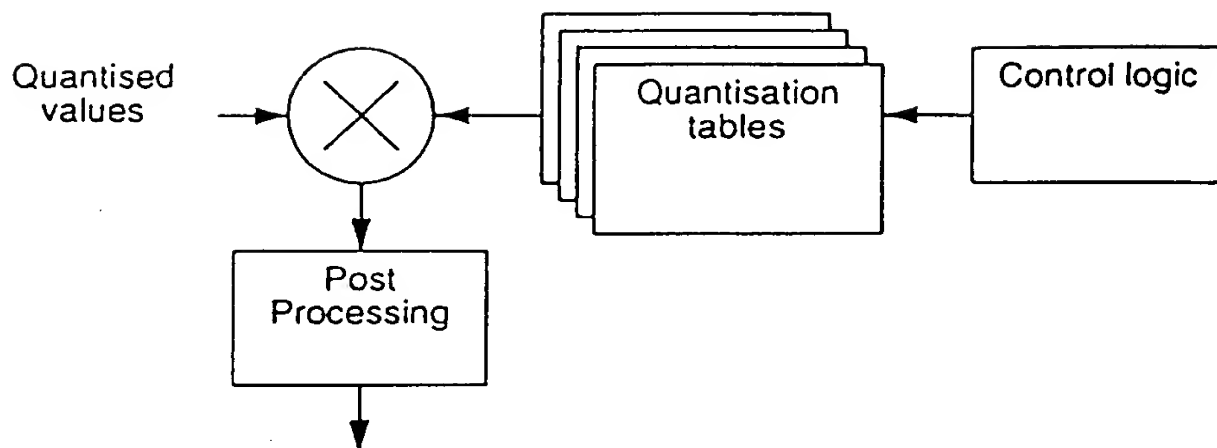 Quantised
values
Quantisation
tables
Control logic
Post
Processing